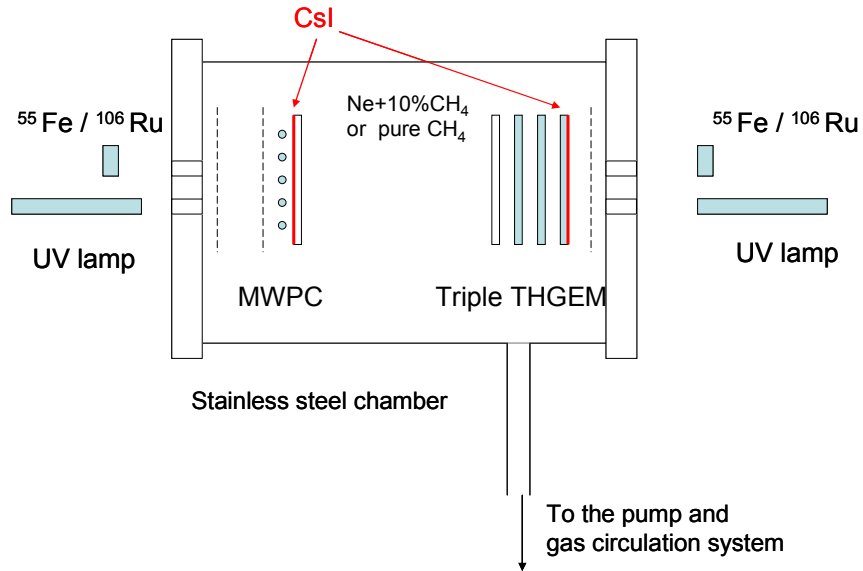 CsI
Ne+10%CH₄
or pure CH₄
⁵⁵Fe / ¹⁰⁶Ru
⁵⁵Fe / ¹⁰⁶Ru
UV lamp
UV lamp
MWPC
Triple THGEM
Stainless steel chamber
To the pump and
gas circulation system